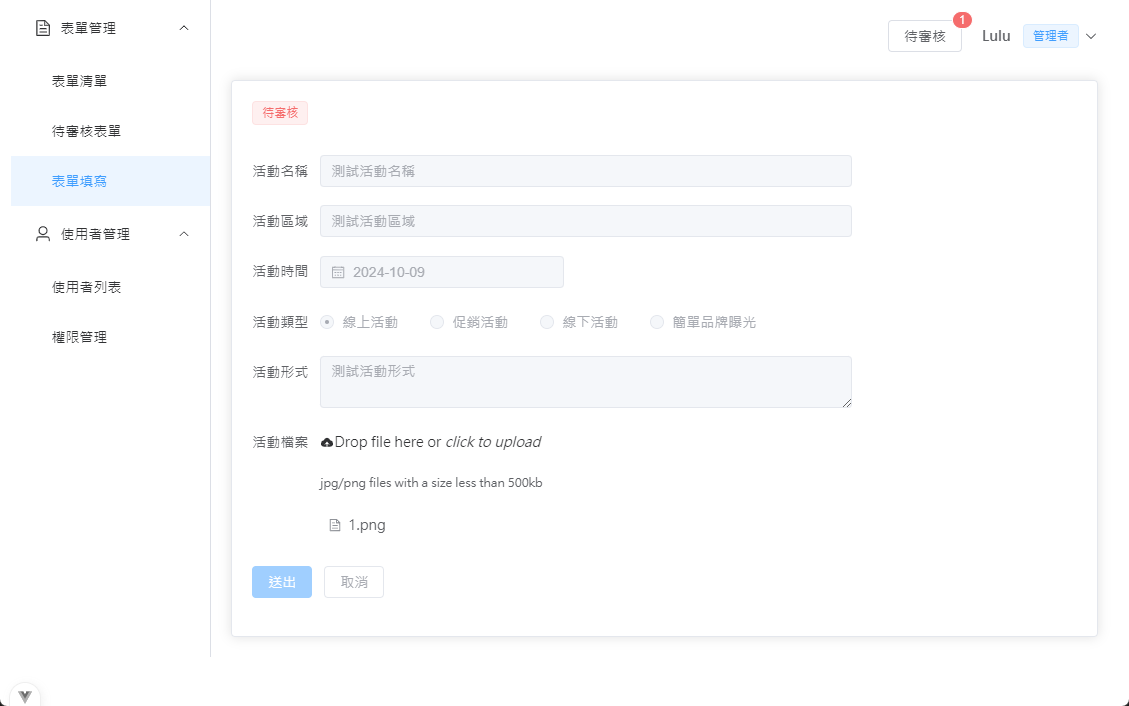 表單管理
表單清單
待審核表單
表單填寫
使用者管理
使用者列表
權限管理
待審核
1
Lulu
管理者
待審核
活動名稱
測試活動名稱
活動區域
測試活動區域
活動時間
2024-10-09
活動類型
線上活動
促銷活動
線下活動
簡單品牌曝光
活動形式
測試活動形式
活動檔案
Drop file here or click to upload
jpg/png files with a size less than 500kb
1.png
送出
取消